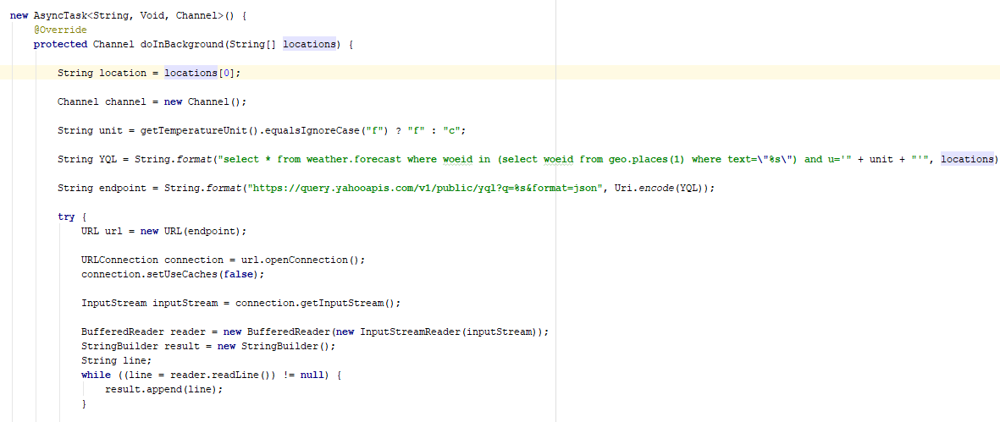 new AsyncTask<String, Void, Channel>() {
@Override
protected Channel doInBackground(String[] locations) {
String location = locations[0];
Channel channel = new Channel();
String unit = getTemperatureUnit().equalsIgnoreCase("f") ? "f" : "c";
String YQL = String.format("select * from weather.forecast where woeid in (select woeid from geo.places(1) where text=\"%s\") and u='" + unit + "'", locations)
String endpoint = String.format("https://query.yahooapis.com/v1/public/yql?q=%s&format=json", Uri.encode(YQL));
try {
URL url = new URL(endpoint);
URLConnection connection = url.openConnection();
connection.setUseCaches(false);
InputStream inputStream = connection.getInputStream();
BufferedReader reader = new BufferedReader(new InputStreamReader(inputStream));
StringBuilder result = new StringBuilder();
String line;
while ((line = reader.readLine()) != null) {
result.append(line);
}